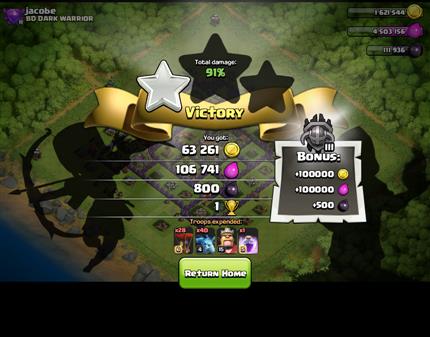 jacobe
BD DARK WARRIOR
1 621 544
4 503 156
111 936
Total damage:
91%
Victory
You got:
63 261
106 741
800
1
III
Bonus:
+100000
+100000
+500
Troops expended:
x28
x40
x1
Return Home